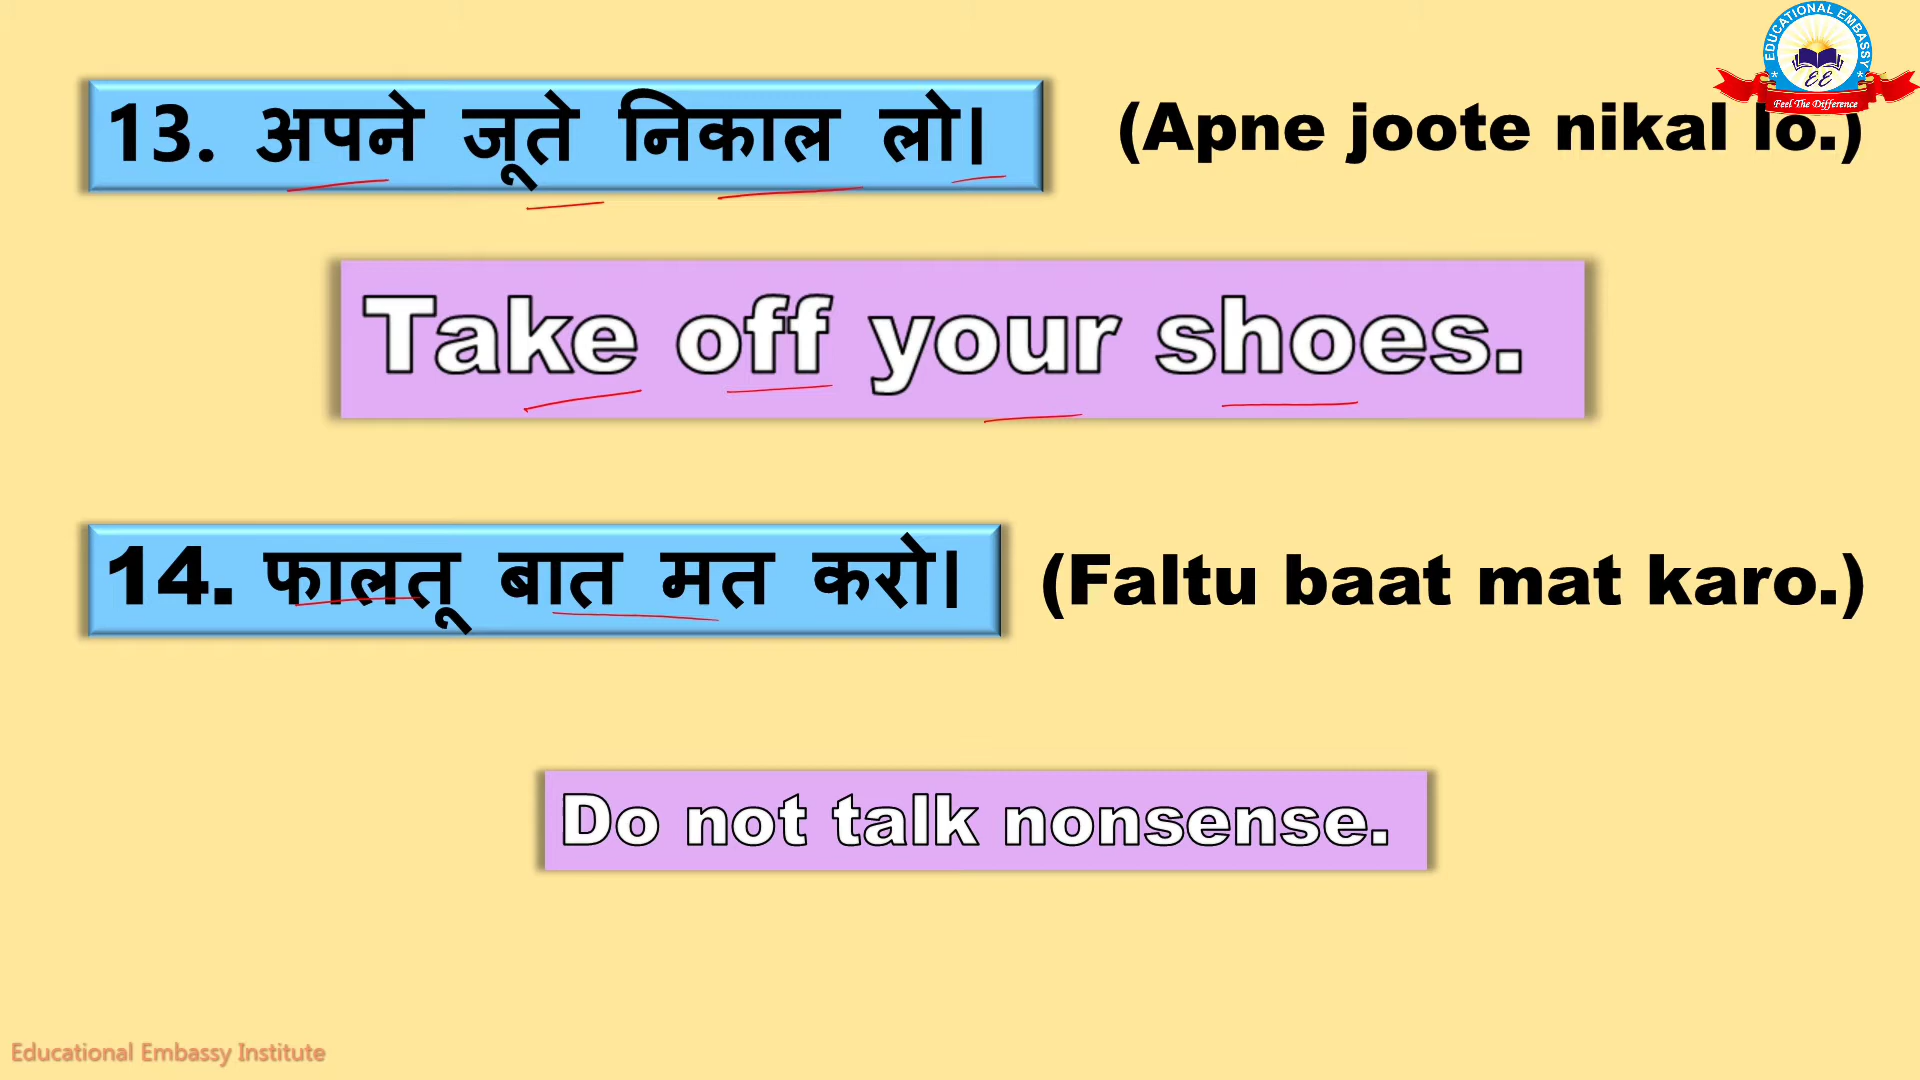 EDUCATIONAL EMBASSY
EE
Feel The Difference
13. अपने जूते निकाल लो।
(Apne joote nikal lo.)
Take off your shoes.
14. फालतू बात मत करो।
(Faltu baat mat karo.)
Do not talk nonsense.
Educational Embassy Institute